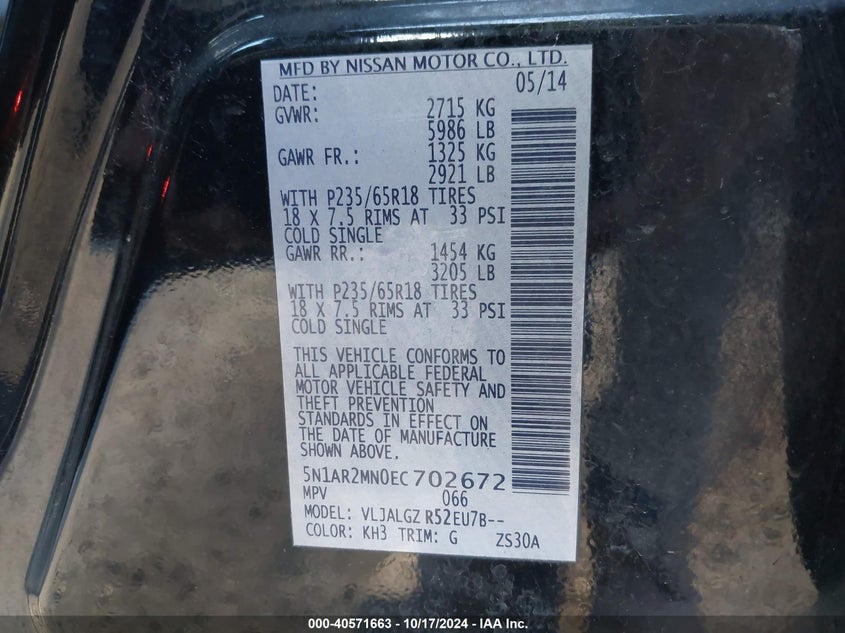 MFD BY NISSAN MOTOR CO., LTD.
DATE: 05/14
GVWR: 2715 KG
5986 LB
GAWR FR.: 1325 KG
2921 LB
WITH P235/65R18 TIRES
18 X 7.5 RIMS AT 33 PSI
COLD SINGLE
GAWR RR.: 1454 KG
3205 LB
WITH P235/65R18 TIRES
18 X 7.5 RIMS AT 33 PSI
COLD SINGLE
THIS VEHICLE CONFORMS TO
ALL APPLICABLE FEDERAL
MOTOR VEHICLE SAFETY AND
THEFT PREVENTION
STANDARDS IN EFFECT ON
THE DATE OF MANUFACTURE
SHOWN ABOVE.
5N1AR2MN0EC702672
MPV 066
MODEL: VLJALGZ R52EU7B--
COLOR: KH3 TRIM: G ZS30A
000-40571663 - 10/17/2024 - IAA Inc.